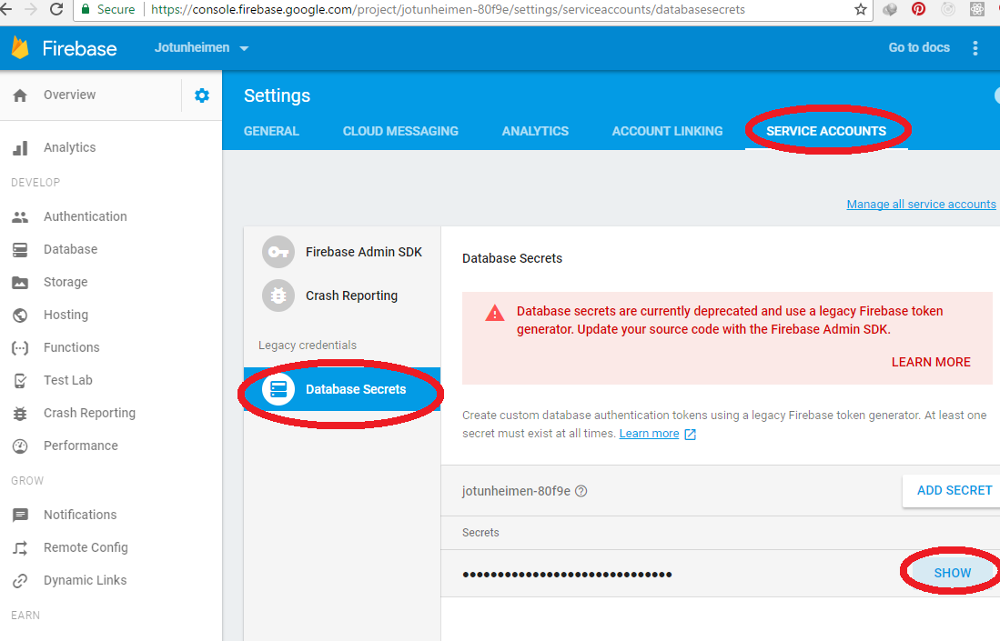 Secure https://console.firebase.google.com/project/jotunheimen-80f9e/settings/serviceaccounts/databasesecrets
Firebase Jotunheimen Go to docs
Overview
Analytics
DEVELOP
Authentication
Database
Storage
Hosting
Functions
Test Lab
Crash Reporting
Performance
GROW
Notifications
Remote Config
Dynamic Links
EARN
Settings
GENERAL CLOUD MESSAGING ANALYTICS ACCOUNT LINKING SERVICE ACCOUNTS
Manage all service accounts
Firebase Admin SDK
Crash Reporting
Legacy credentials
Database Secrets
Database Secrets
Database secrets are currently deprecated and use a legacy Firebase token
generator. Update your source code with the Firebase Admin SDK.
LEARN MORE
Create custom database authentication tokens using a legacy Firebase token generator. At least one
secret must exist at all times. Learn more
jotunheimen-80f9e ADD SECRET
Secrets
•••••••••••••••••••••••••••••• SHOW